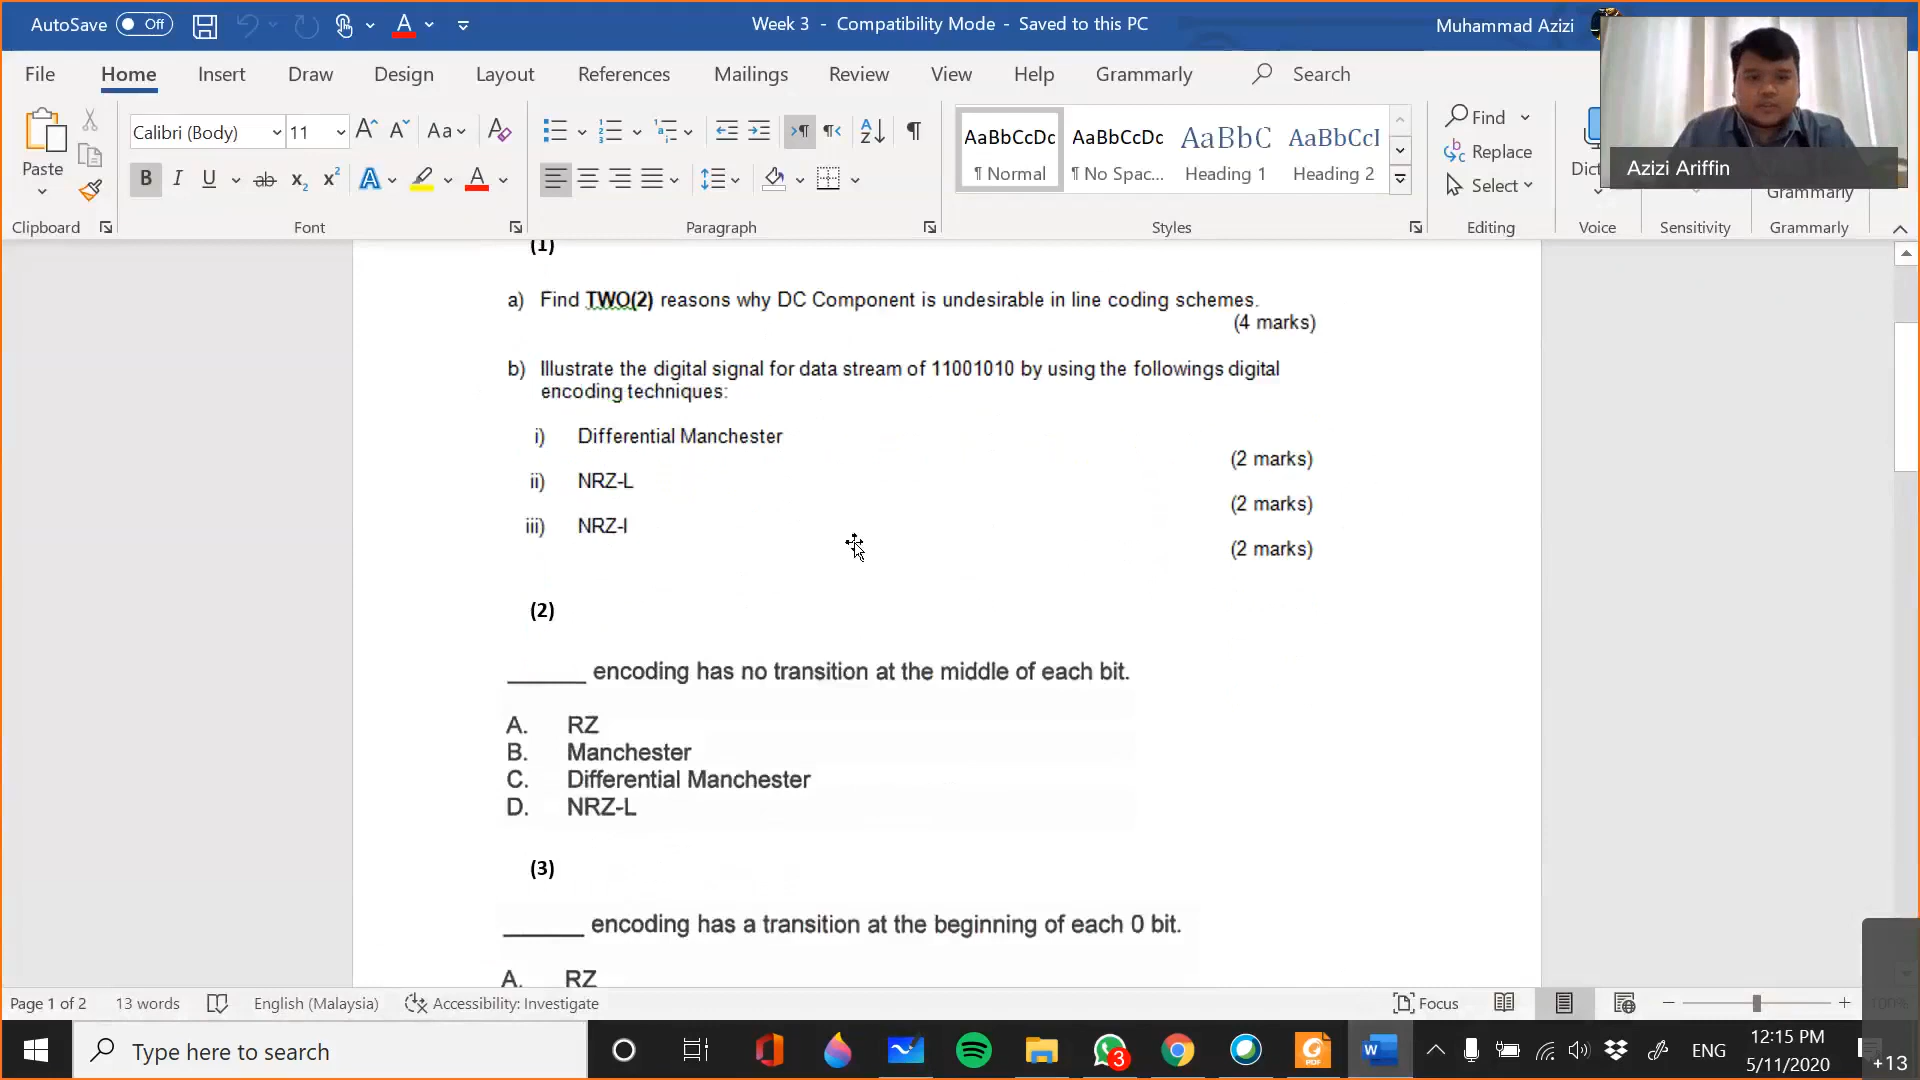 AutoSave Off
Week 3 - Compatibility Mode - Saved to this PC
Muhammad Azizi
File Home Insert Draw Design Layout References Mailings Review View Help Grammarly Search
Paste
Calibri (Body) 11
Aa
AaBbCcDc AaBbCcDc AaBbC AaBbCcI
¶ Normal ¶ No Spac... Heading 1 Heading 2
Find
Replace
Select
Dict
Azizi Ariffin
Grammarly
Clipboard Font Paragraph Styles Editing Voice Sensitivity Grammarly
(1)
a) Find TWO(2) reasons why DC Component is undesirable in line coding schemes.
(4 marks)
b) Illustrate the digital signal for data stream of 11001010 by using the followings digital
encoding techniques:
i) Differential Manchester
(2 marks)
ii) NRZ-L
(2 marks)
iii) NRZ-I
(2 marks)
(2)
______ encoding has no transition at the middle of each bit.
A. RZ
B. Manchester
C. Differential Manchester
D. NRZ-L
(3)
______ encoding has a transition at the beginning of each 0 bit.
A. RZ
Page 1 of 2 13 words English (Malaysia) Accessibility: Investigate Focus
Type here to search
3
ENG
12:15 PM
5/11/2020
+13